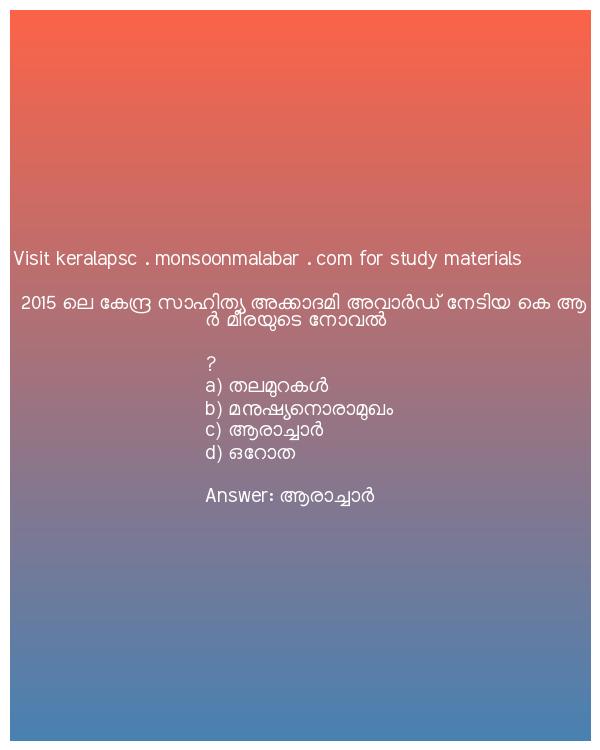 Visit keralapsc . monsoonmalabar . com for study materials
2015 ലെ കേന്ദ്ര സാഹിത്യ അക്കാദമി അവാർഡ് നേടിയ കെ ആ
ർ മീരയുടെ നോവൽ
?
a) തലമുറകൾ
b) മനുഷ്യനൊരാമുഖം
c) ആരാച്ചാർ
d) ഒറോത
Answer: ആരാച്ചാർ